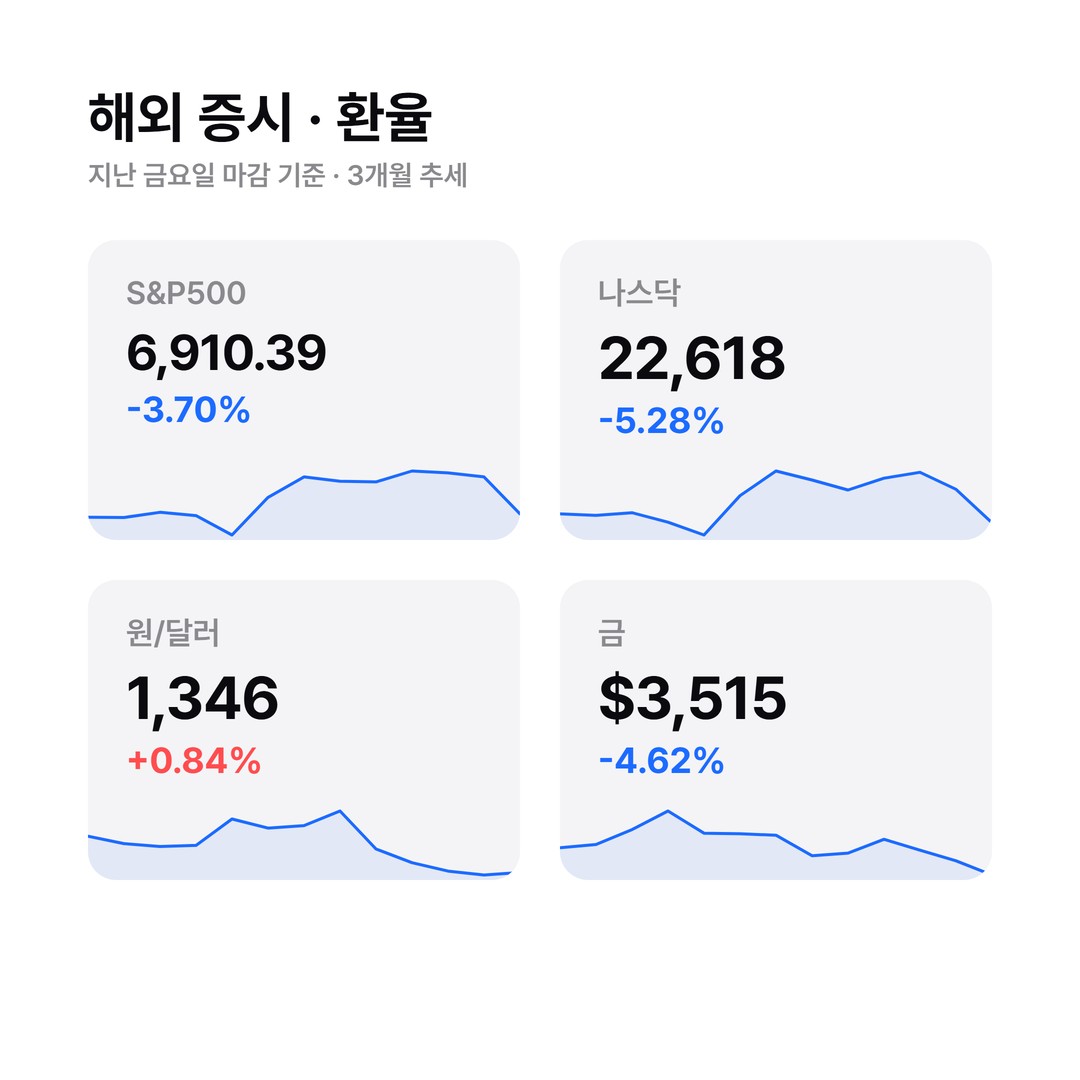 해외 증시 · 환율
지난 금요일 마감 기준 · 3개월 추세
S&P500
6,910.39
-3.70%
나스닥
22,618
-5.28%
원/달러
1,346
+0.84%
금
$3,515
-4.62%